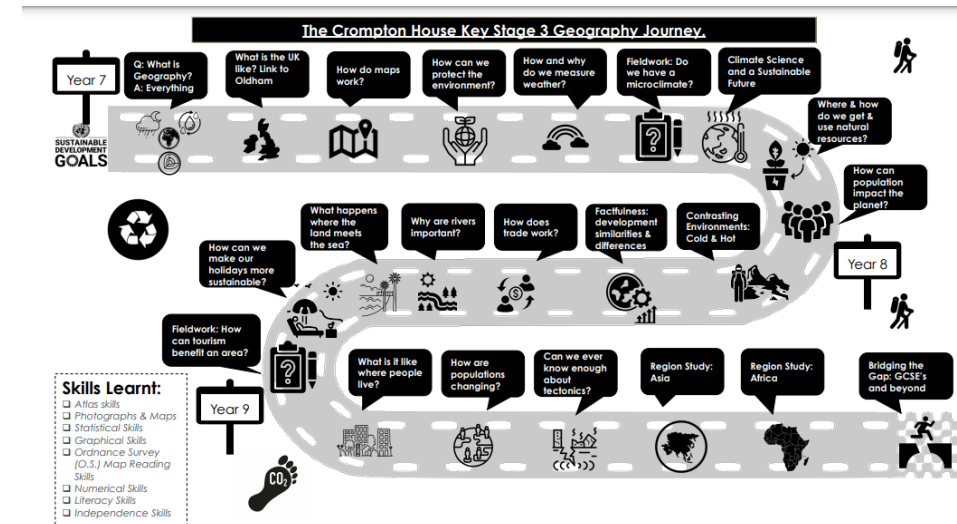 The Crompton House Key Stage 3 Geography Journey.
Year 7
Q: What is
Geography?
A: Everything
What is the UK
like? Link to
Oldham
How do maps
work?
How can we
protect the
environment?
How and why
do we measure
weather?
Fieldwork: Do
we have a
microclimate?
Climate Science
and a Sustainable
Future
Where & how
do we get &
use natural
resources?
SUSTAINABLE
DEVELOPMENT
GOALS
How can
population
impact the
planet?
Year 8
Contrasting
Environments:
Cold & Hot
Factfulness:
development
similarities &
differences
How does
trade work?
$
Why are rivers
important?
What happens
where the
land meets
the sea?
How can we
make our
holidays more
sustainable?
Fieldwork: How
can tourism
benefit an area?
Year 9
What is it like
where people
live?
How are
populations
changing?
Can we ever
know enough
about
tectonics?
Region Study:
Asia
Region Study:
Africa
Bridging the
Gap: GCSE's
and beyond
Skills Learnt:
Atlas skills
Photographs & Maps
Statistical Skills
Graphical Skills
Ordnance Survey
(O.S.) Map Reading
Skills
Numerical Skills
Literacy Skills
Independence Skills
CO2